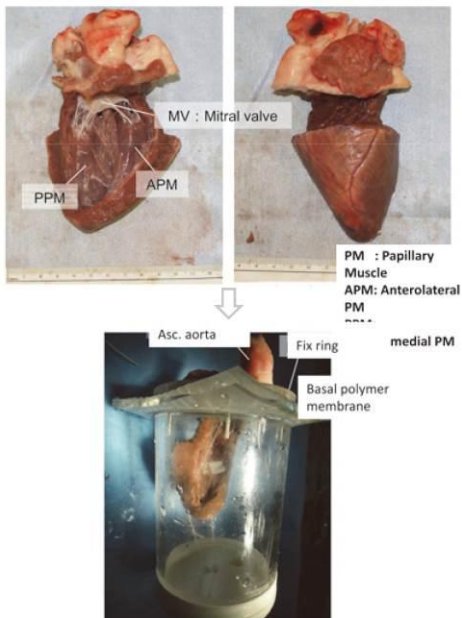 MV : Mitral valve
PPM
APM
PM : Papillary
Muscle
APM: Anterolateral
PM
medial PM
Asc. aorta
Fix ring
Basal polymer
membrane